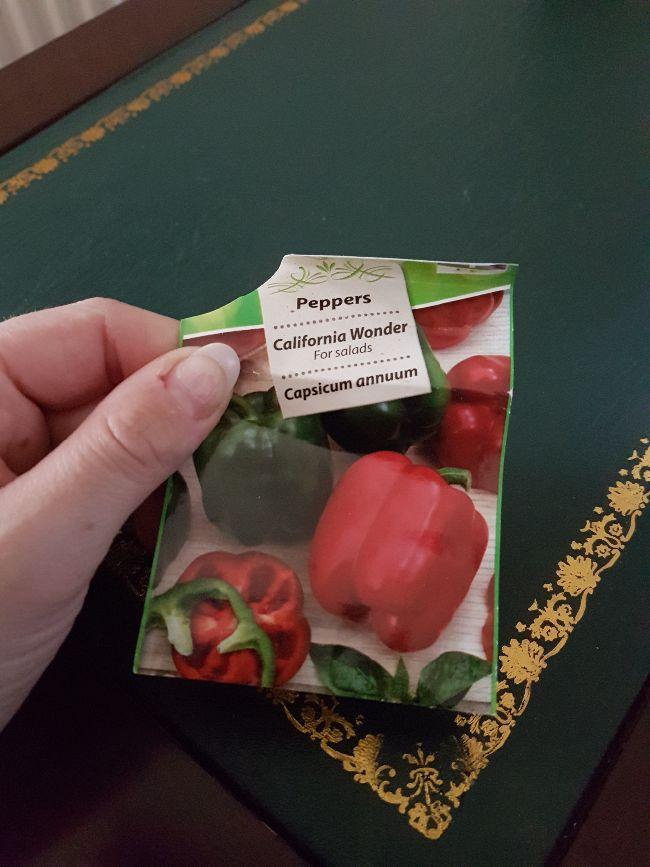 Peppers
California Wonder
For salads
Capsicum annuum